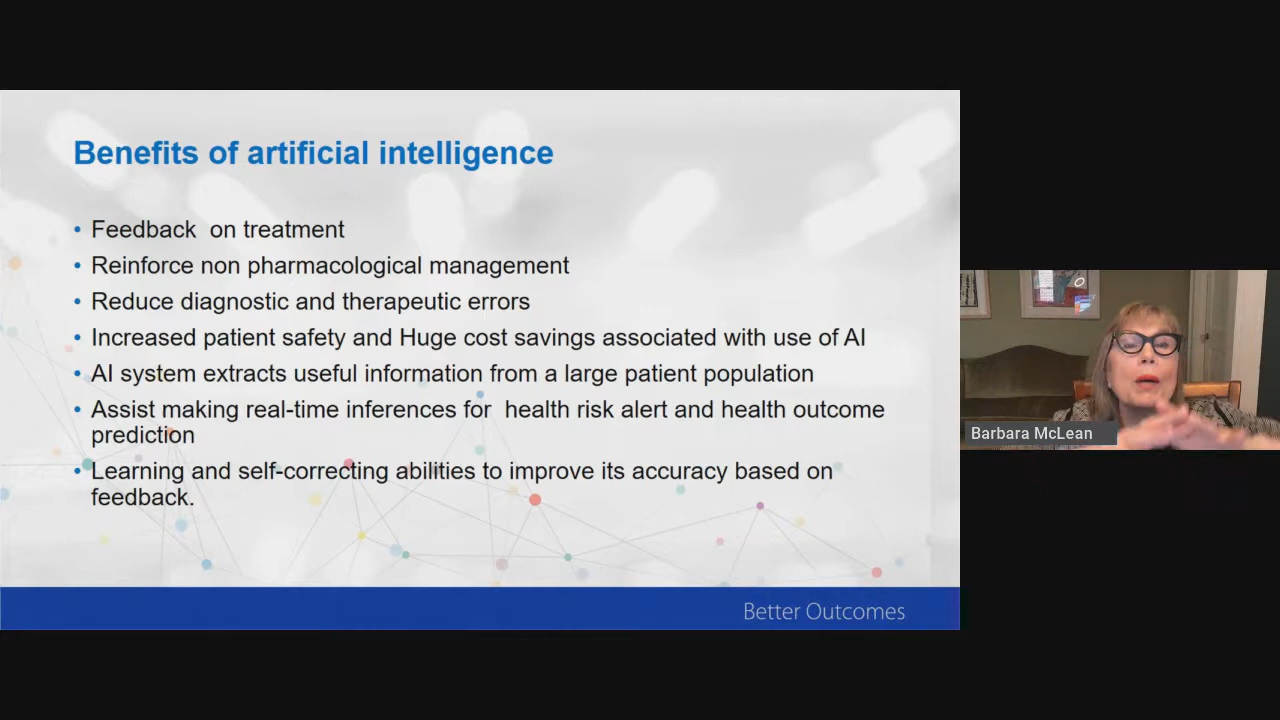 Benefits of artificial intelligence
• Feedback  on treatment
• Reinforce non pharmacological management
• Reduce diagnostic and therapeutic errors
• Increased patient safety and Huge cost savings associated with use of AI
• AI system extracts useful information from a large patient population
• Assist making real-time inferences for  health risk alert and health outcome
prediction
• Learning and self-correcting abilities to improve its accuracy based on
feedback.
Better Outcomes
Barbara McLean